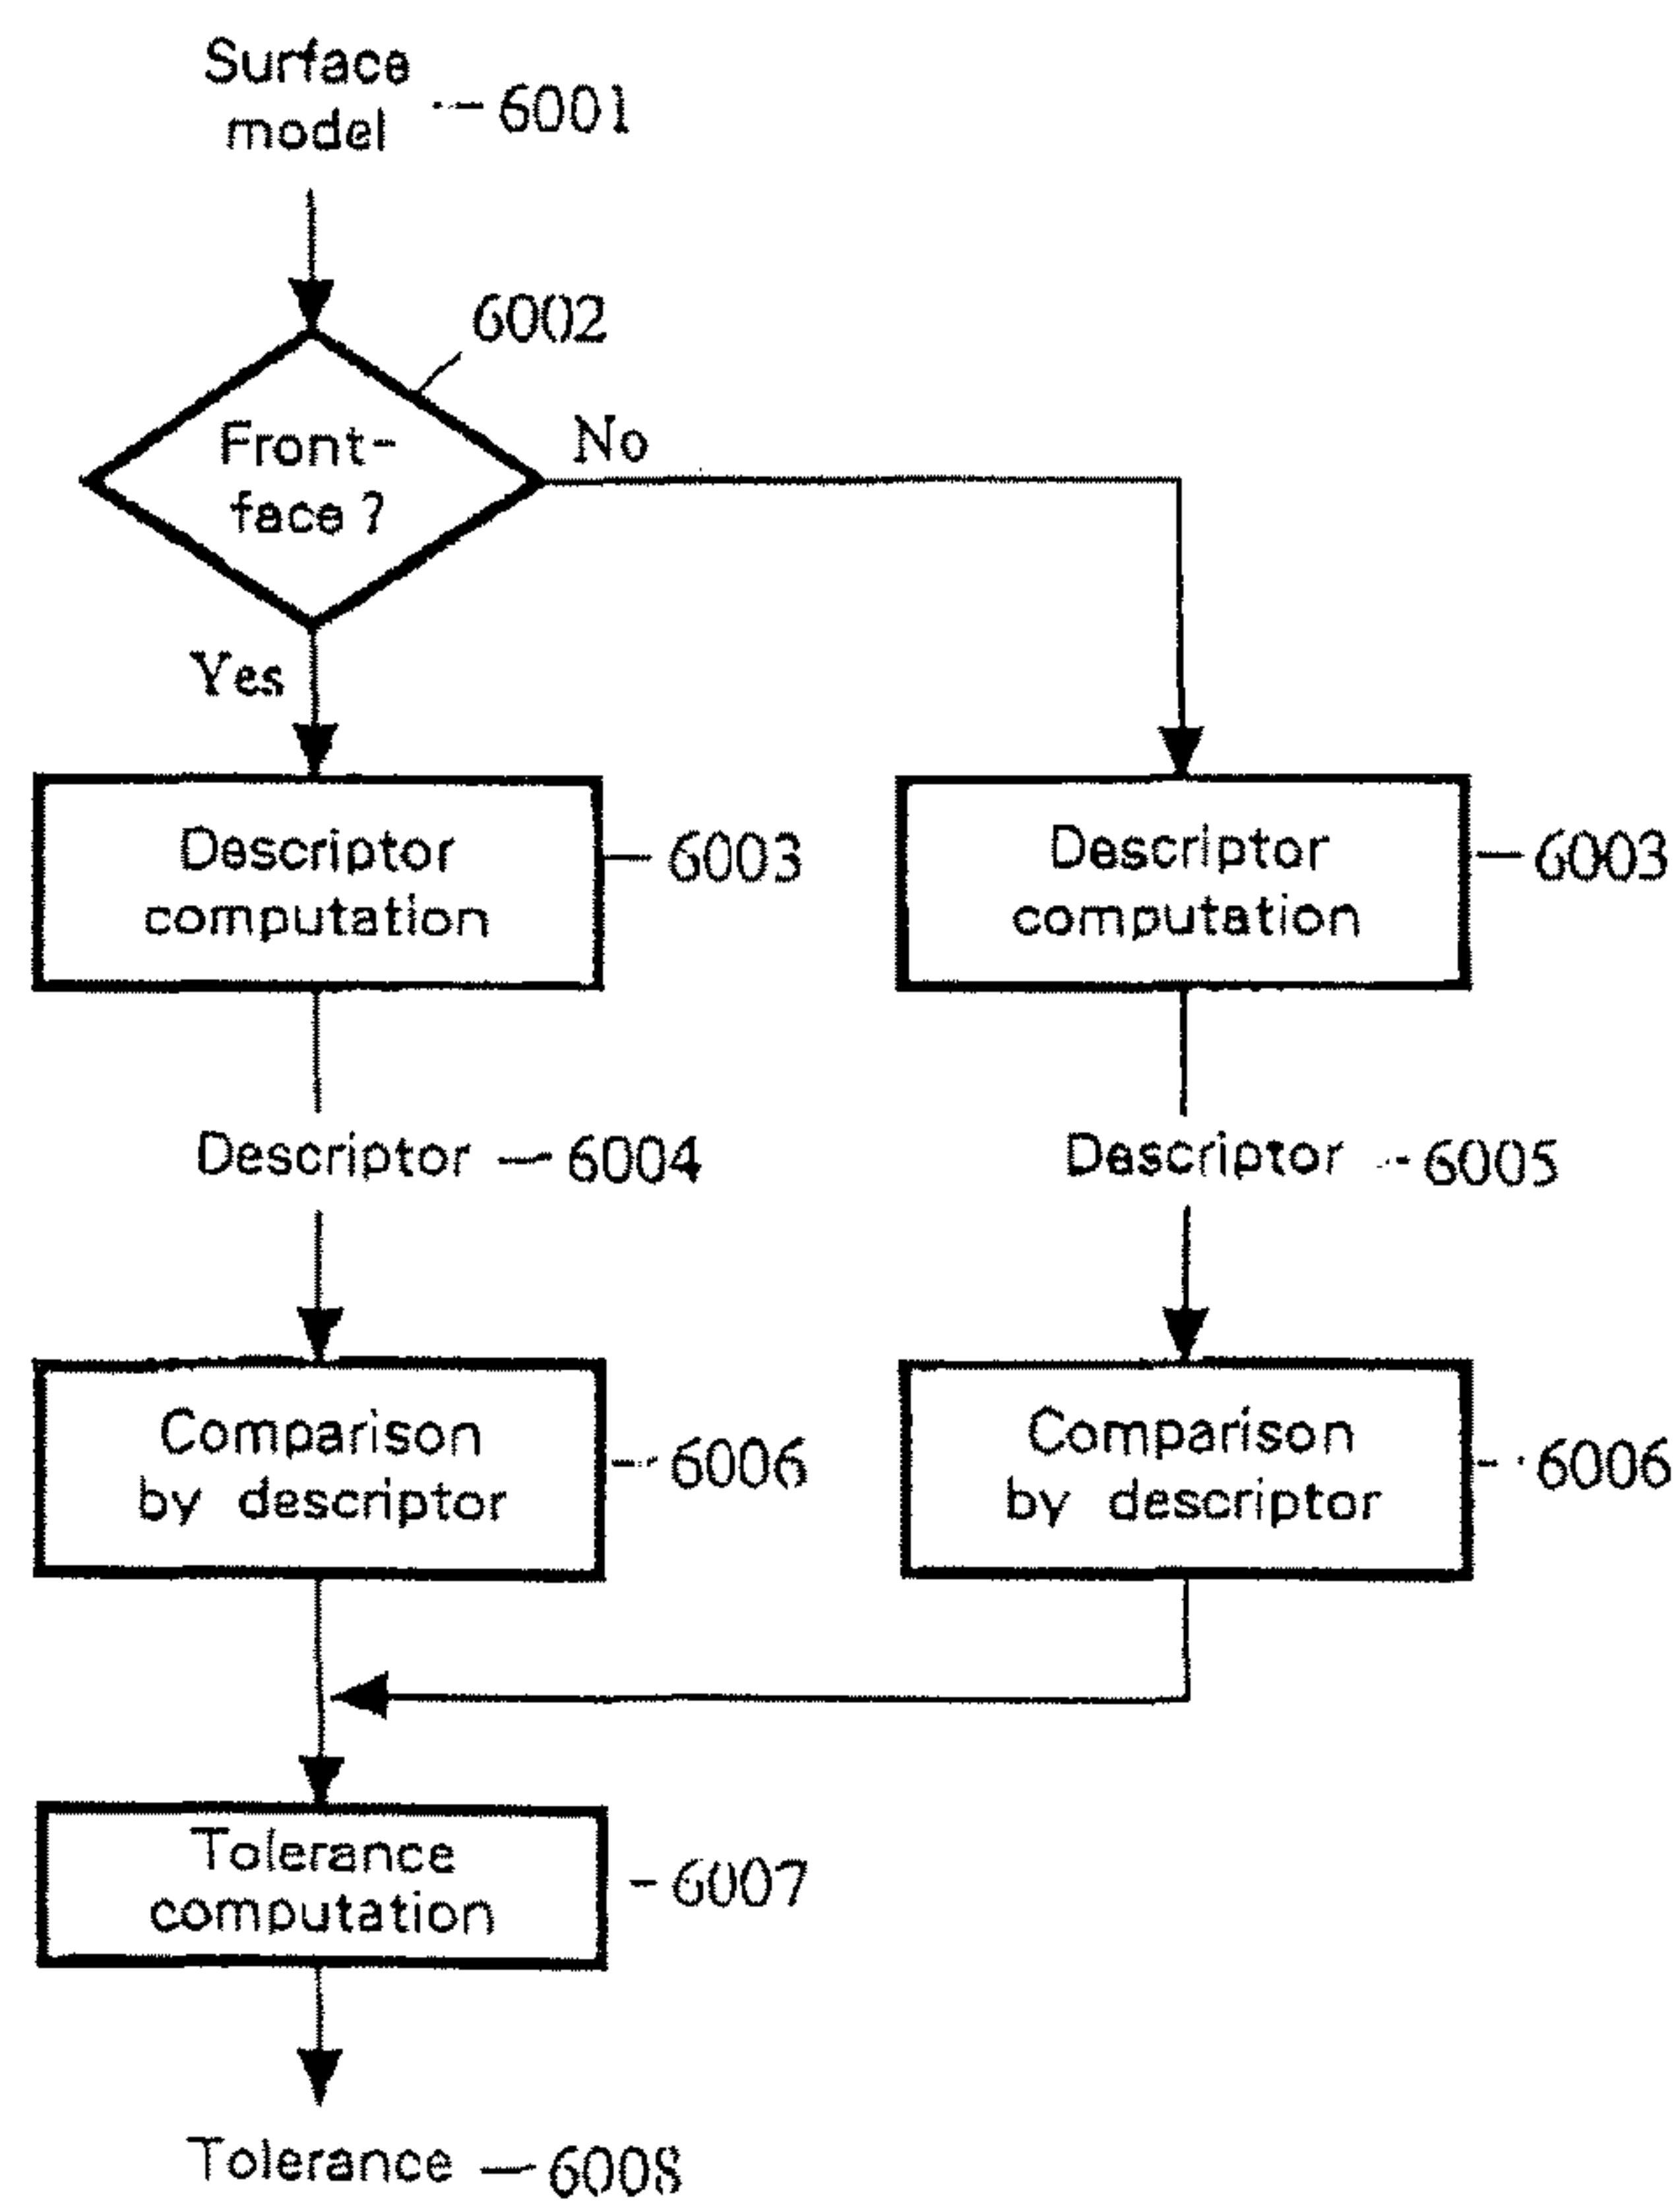 Surface
model
6001
6002
Front-
face ?
No
Yes
Descriptor
computation
6003
Descriptor
computation
6003
Descriptor
6004
Descriptor
6005
Comparison
by descriptor
6006
Comparison
by descriptor
6006
Tolerance
computation
6007
Tolerance
6008